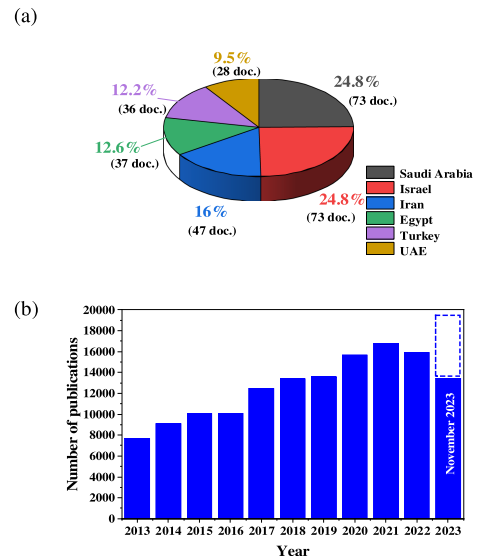 (a)
9.5%
(28 doc.)
24.8%
(73 doc.)
12.2%
(36 doc.)
12.6%
(37 doc.)
16%
(47 doc.)
24.8%
(73 doc.)
Saudi Arabia
Israel
Iran
Egypt
Turkey
UAE
(b)
Number of publications
20000
18000
16000
14000
12000
10000
8000
6000
4000
2000
0
November 2023
2013 2014 2015 2016 2017 2018 2019 2020 2021 2022 2023
Year